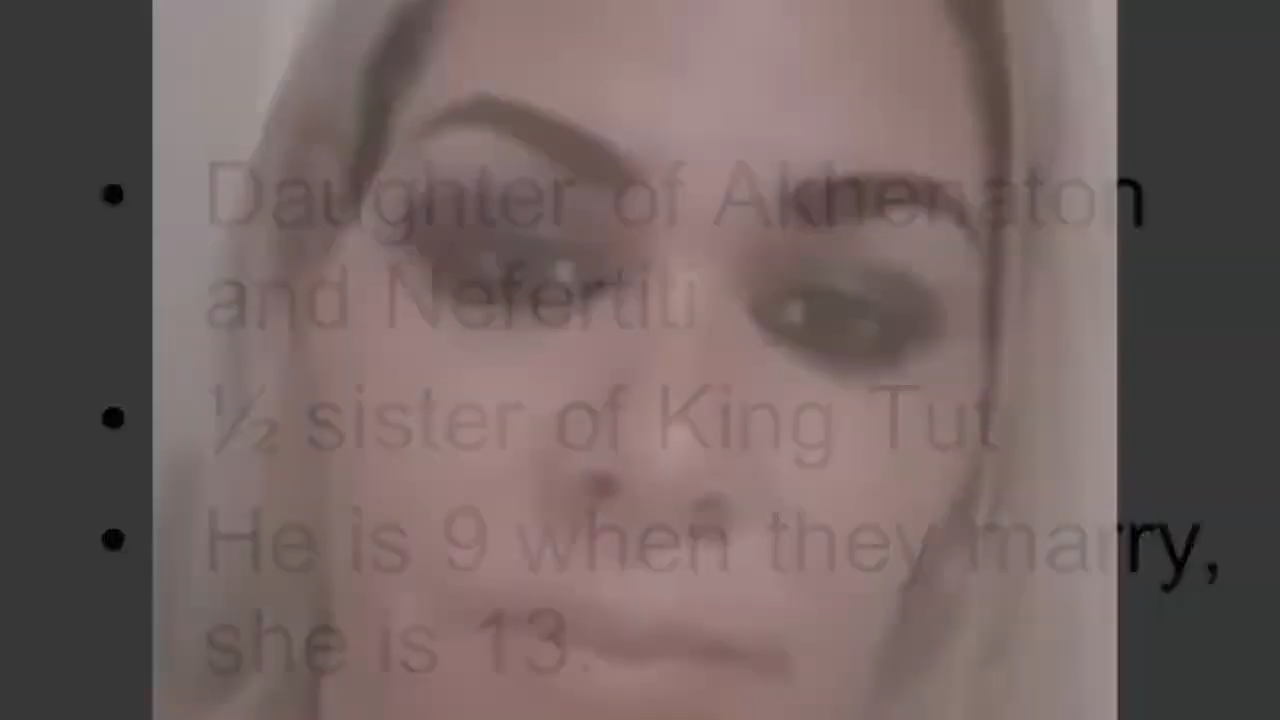 • Daughter of Akhenaton
and Nefertiti
• ½ sister of King Tut
• He is 9 when they marry,
she is 13.